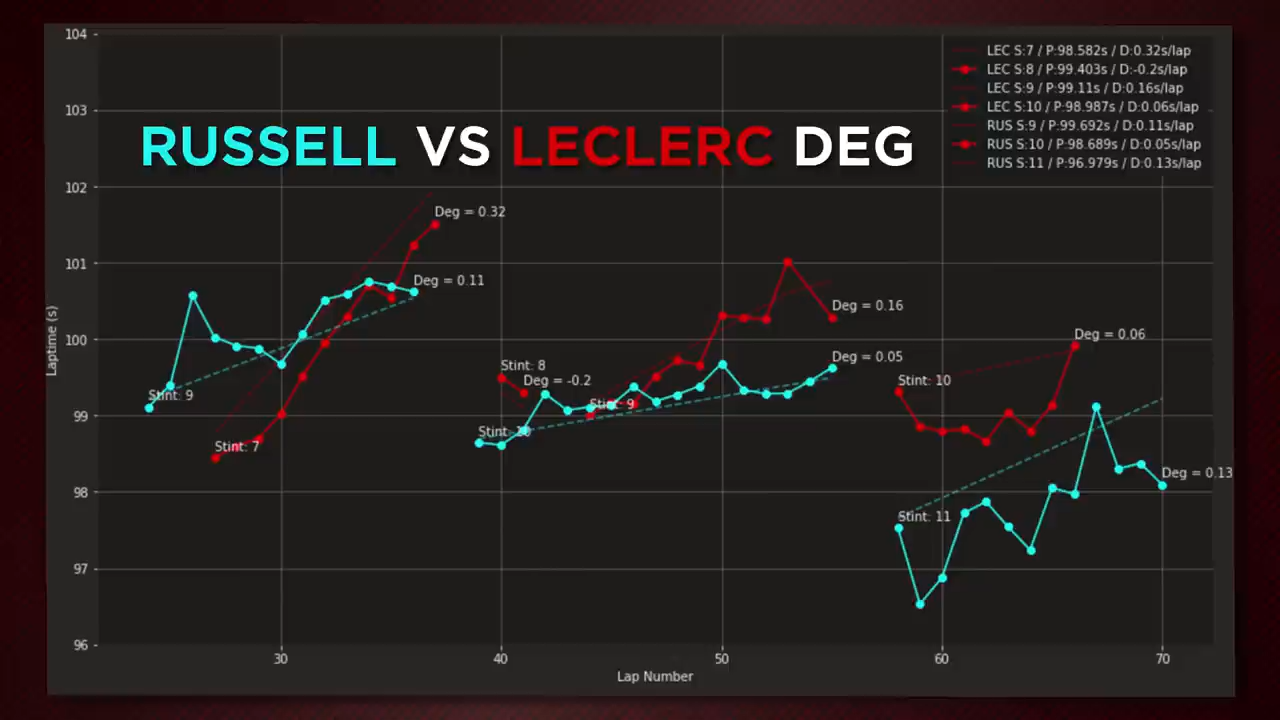 104
103
102
101
100
99
98
97
96
Laptime (s)
30
40
50
60
70
Lap Number
RUSSELL VS LECLERC DEG
LEC S:7 / P:98.582s / D:0.32s/lap
LEC S:8 / P:99.403s / D:-0.2s/lap
LEC S:9 / P:99.11s / D:0.16s/lap
LEC S:10 / P:98.987s / D:0.06s/lap
RUS S:9 / P:99.692s / D:0.11s/lap
RUS S:10 / P:98.689s / D:0.05s/lap
RUS S:11 / P:96.979s / D:0.13s/lap
Deg = 0.32
Deg = 0.11
Stint: 9
Stint: 7
Stint: 8
Deg = -0.2
Stint: 9
Stint: 10
Deg = 0.16
Deg = 0.05
Deg = 0.06
Stint: 10
Deg = 0.13
Stint: 11